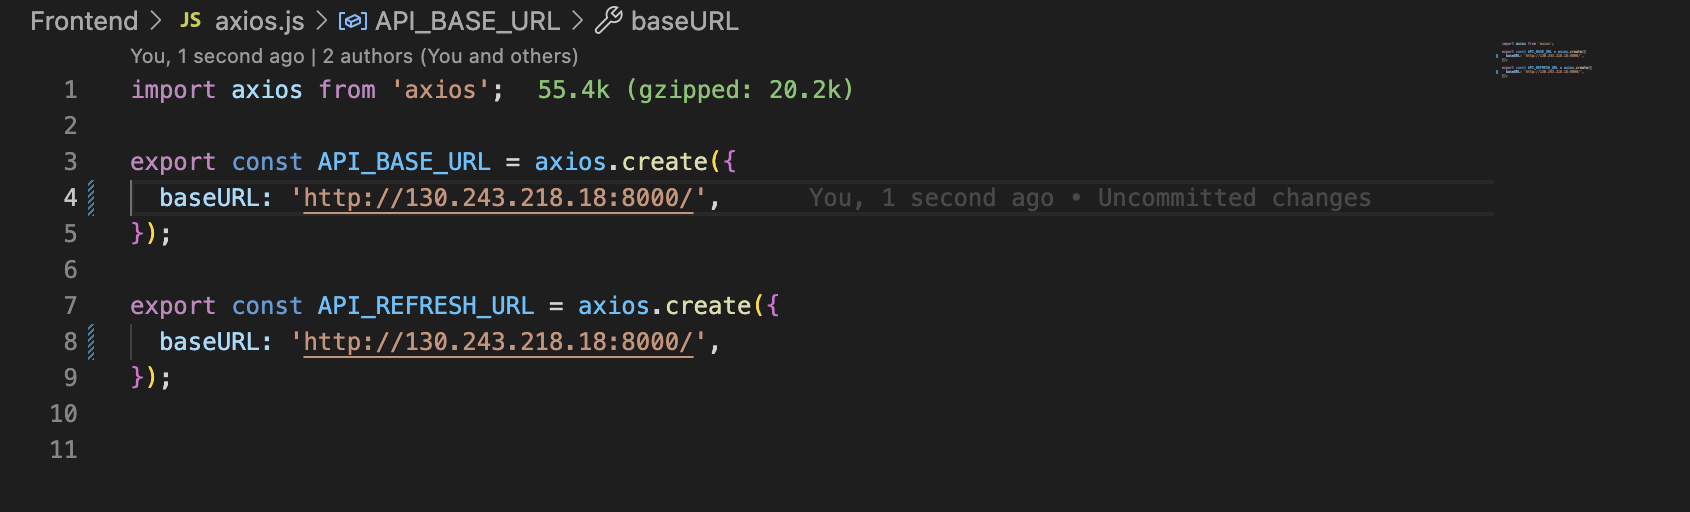 Frontend > JS axios.js > API_BASE_URL > baseURL
You, 1 second ago | 2 authors (You and others)
1 import axios from 'axios'; 55.4k (gzipped: 20.2k)
2
3 export const API_BASE_URL = axios.create({
4 baseURL: 'http://130.243.218.18:8000/', You, 1 second ago • Uncommitted changes
5 });
6
7 export const API_REFRESH_URL = axios.create({
8 baseURL: 'http://130.243.218.18:8000/',
9 });
10
11